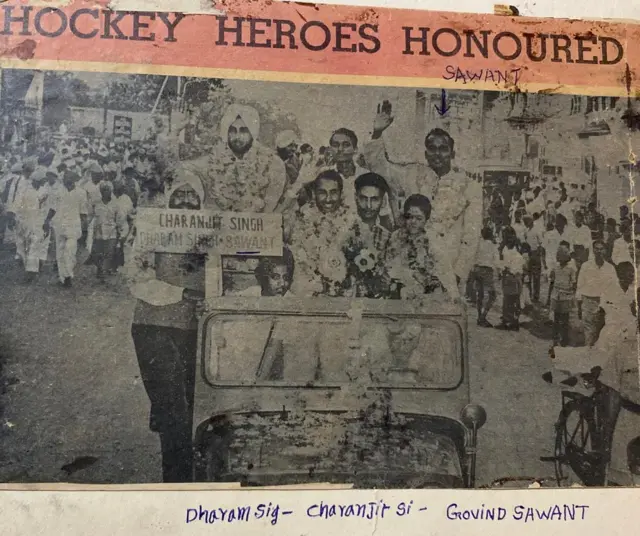 HOCKEY HEROES HONOURED
SAWANT
CHARANJIT SINGH
DHARAM SINGH - SAWANT
Dharam Sig - Charanjit Si - GOVIND SAWANT